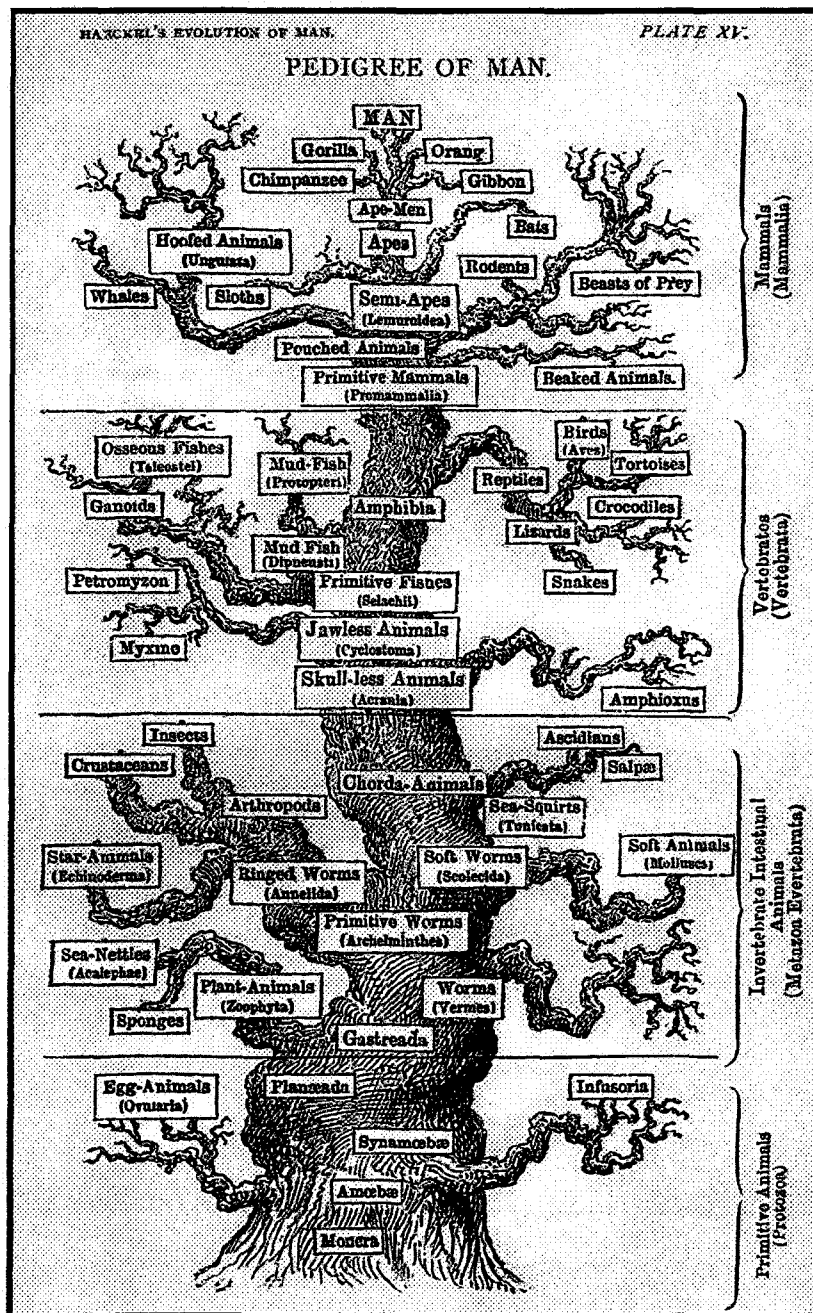 HAECKEL'S EVOLUTION OF MAN.
PLATE XV.
PEDIGREE OF MAN.
MAN
Gorilla
Orang
Chimpanzee
Gibbon
Ape-Men
Bats
Hoofed Animals
(Ungulata)
Apes
Rodents
Beasts of Prey
Whales
Sloths
Semi-Apes
(Lemuroidea)
Pouched Animals
Primitive Mammals
(Promammalia)
Beaked Animals.
Mammals
(Mammalia)
Osseous Fishes
(Teleostei)
Mud-Fish
(Protopteri)
Birds
(Aves)
Tortoises
Reptiles
Ganoids
Amphibia
Crocodiles
Lizards
Mud Fish
(Dipneusti)
Petromyzon
Primitive Fishes
(Selachii)
Snakes
Myxine
Jawless Animals
(Cyclostoma)
Skull-less Animals
(Acrania)
Amphioxus
Vertebrates
(Vertebrata)
Insects
Ascidians
Crustaceans
Salpæ
Chorda-Animals
Arthropods
Sea-Squirts
(Tunicata)
Star-Animals
(Echinoderma)
Ringed Worms
(Annelida)
Soft Worms
(Scolecida)
Soft Animals
(Molluscs)
Primitive Worms
(Archelminthes)
Sea-Nettles
(Acalephae)
Plant-Animals
(Zoophyta)
Worms
(Vermes)
Sponges
Gastreada
Invertebrate Intestinal
Animals
(Metazoa Evertebrata)
Egg-Animals
(Ovularia)
Planæada
Infusoria
Synamœbæ
Amœbæ
Monera
Primitive Animals
(Protozoa)